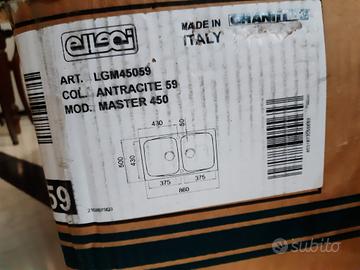 elleci
MADE IN
ITALY
GRANITEK
ART. LGM45059
COL. ANTRACITE 59
MOD. MASTER 450
430
50
500
430
375
375
860
59
subito